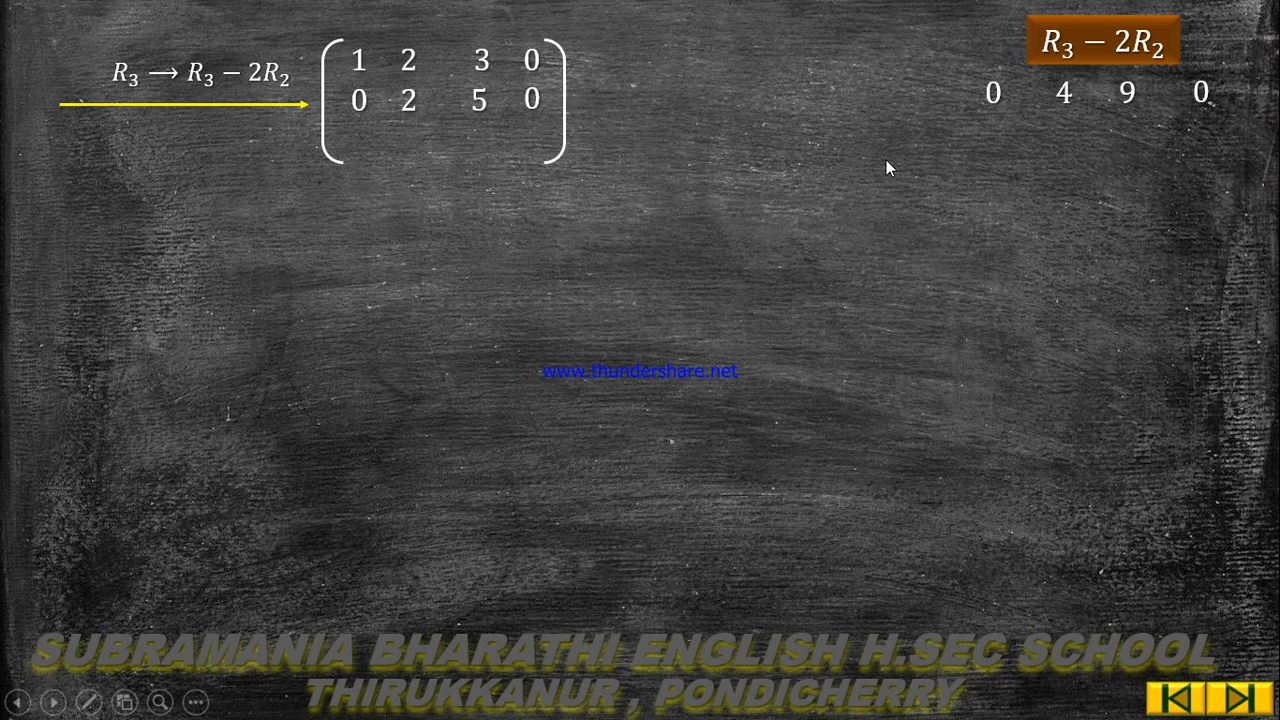 R₃ → R₃ − 2R₂
1 2 3 0
0 2 5 0
R₃ − 2R₂
0 4 9 0
www.thundershare.net
SUBRAMANIA BHARATHI ENGLISH H.SEC SCHOOL
THIRUKKANUR , PONDICHERRY